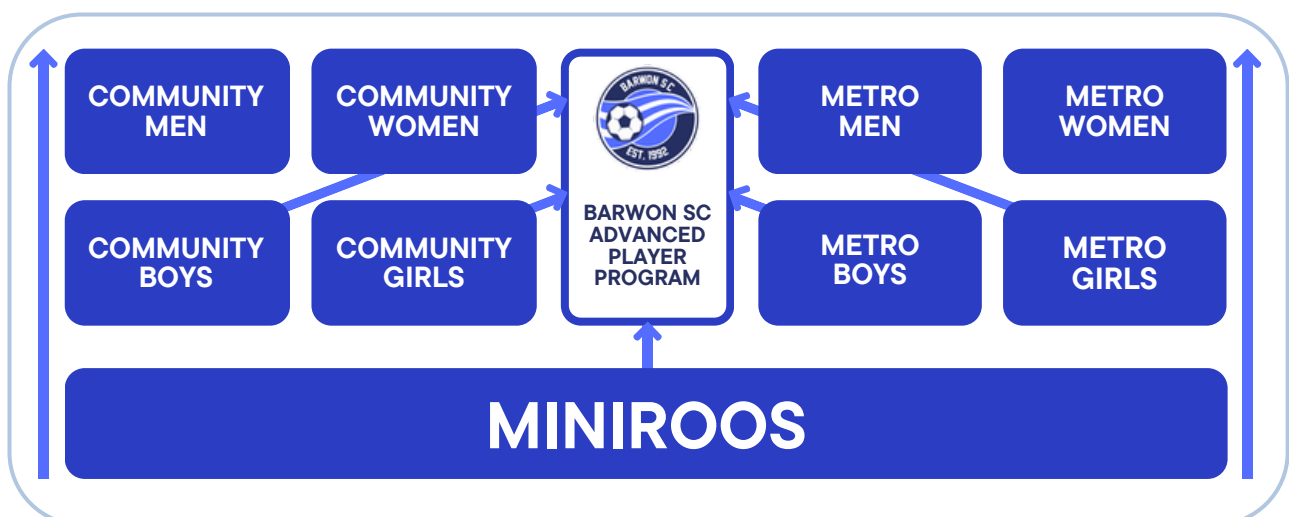 COMMUNITY
MEN
COMMUNITY
WOMEN
BARWON SC
EST. 1992
METRO
MEN
METRO
WOMEN
COMMUNITY
BOYS
COMMUNITY
GIRLS
BARWON SC
ADVANCED
PLAYER
PROGRAM
METRO
BOYS
METRO
GIRLS
MINIROOS